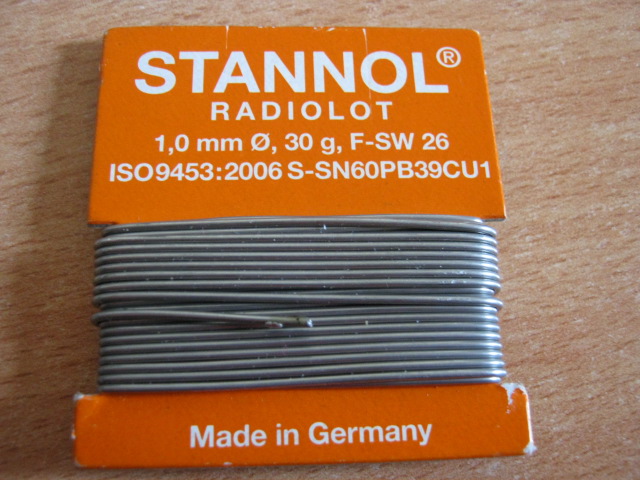 STANNOL®
RADIOLOT
1,0 mm Ø, 30 g, F-SW 26
ISO9453:2006 S-SN60PB39CU1
Made in Germany